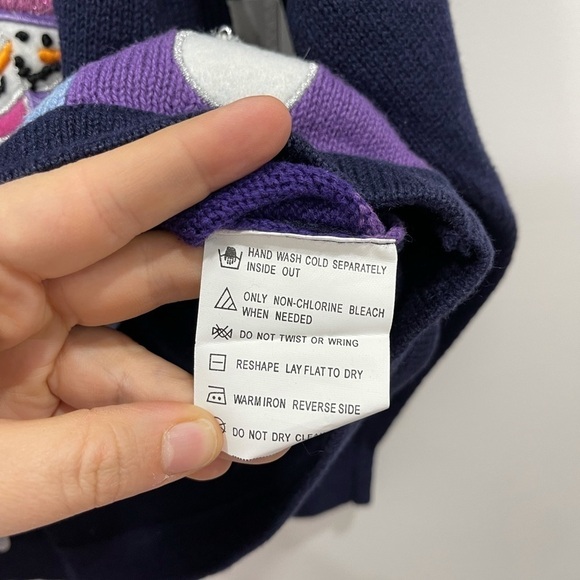 HAND WASH COLD SEPARATELY
INSIDE OUT
ONLY NON-CHLORINE BLEACH
WHEN NEEDED
DO NOT TWIST OR WRING
RESHAPE LAY FLAT TO DRY
WARM IRON REVERSE SIDE
DO NOT DRY